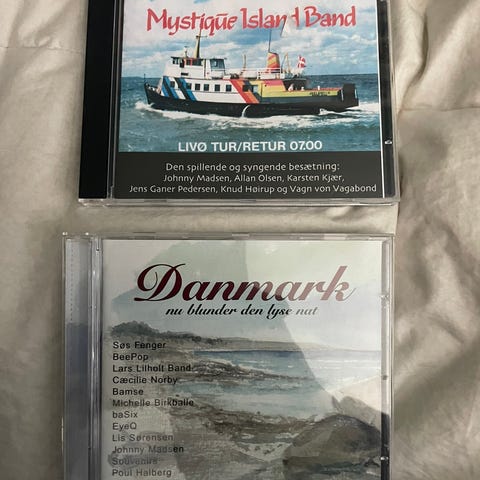 Mystique Island Band
LIVØ TUR/RETUR 07.00
Den spillende og syngende besætning:
Johnny Madsen, Allan Olsen, Karsten Kjær,
Jens Ganer Pedersen, Knud Høirup og Vagn von Vagabond
Danmark
nu blunder den lyse nat
Søs Fenger
BeePop
Lars Lilholt Band
Cæcilie Norby
Bamse
Michelle Birkballe
baSix
EyeQ
Lis Sørensen
Johnny Madsen
Souvenirs
Poul Halberg